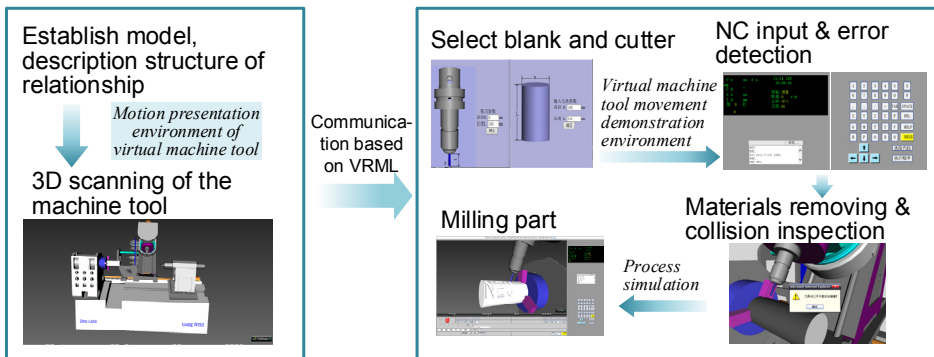 Establish model,
description structure of
relationship
Motion presentation
environment of
virtual machine tool
3D scanning of the
machine tool
Communica-
tion based
on VRML
Select blank and cutter
Virtual machine
tool movement
demonstration
environment
NC input & error
detection
Materials removing &
collision inspection
Process
simulation
Milling part